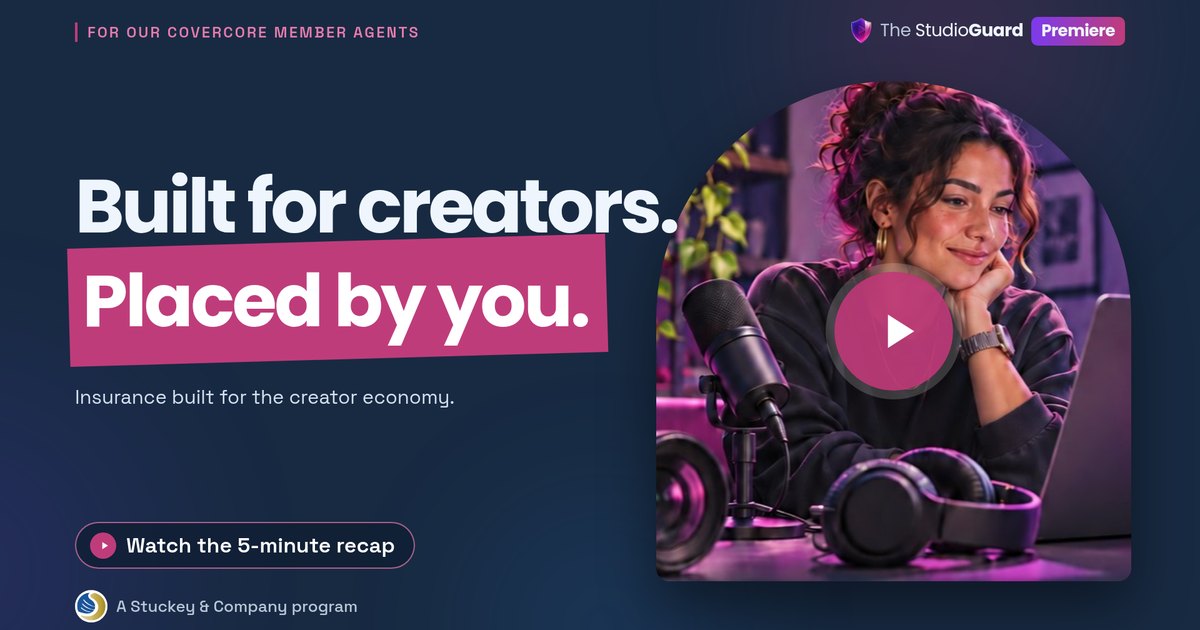 FOR OUR COVERCORE MEMBER AGENTS
The StudioGuard Premiere
Built for creators.
Placed by you.
Insurance built for the creator economy.
Watch the 5-minute recap
A Stuckey & Company program